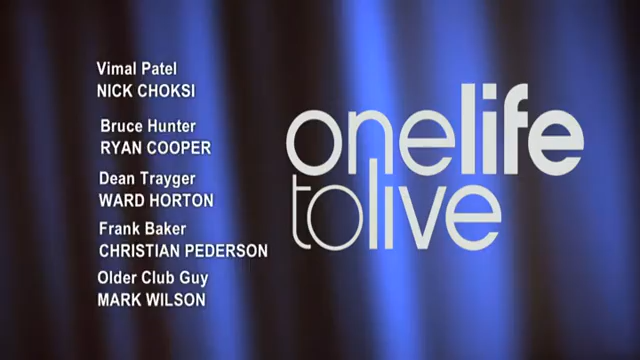 Vimal Patel
NICK CHOKSI
Bruce Hunter
RYAN COOPER
Dean Trayger
WARD HORTON
Frank Baker
CHRISTIAN PEDERSON
Older Club Guy
MARK WILSON
onelife
tolive